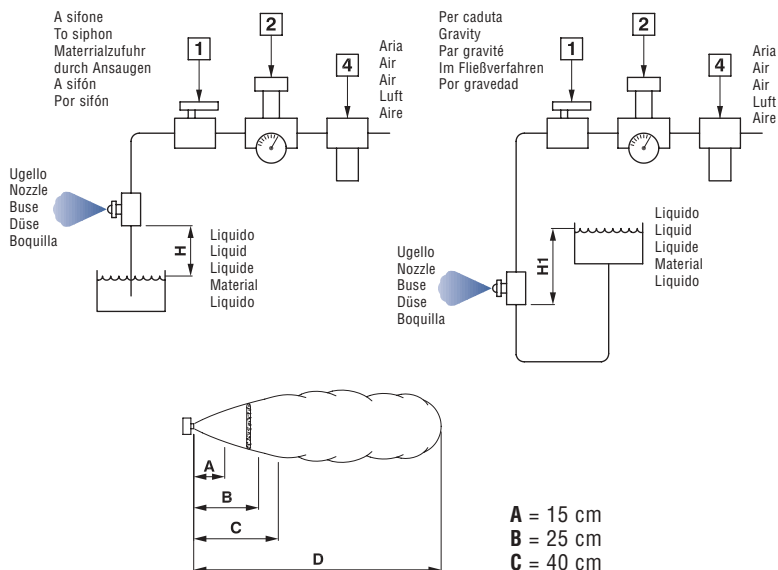 A sifone
To siphon
Materrialzufuhr
durch Ansaugen
A sifón
Por sifón
1
2
4
Aria
Air
Air
Luft
Aire
Ugello
Nozzle
Buse
Düse
Boquilla
H
Liquido
Liquid
Liquide
Material
Liquido
Per caduta
Gravity
Par gravité
Im Fließverfahren
Por gravedad
1
2
4
Aria
Air
Air
Luft
Aire
Ugello
Nozzle
Buse
Düse
Boquilla
H1
Liquido
Liquid
Liquide
Material
Liquido
A
B
C
D
A = 15 cm
B = 25 cm
C = 40 cm